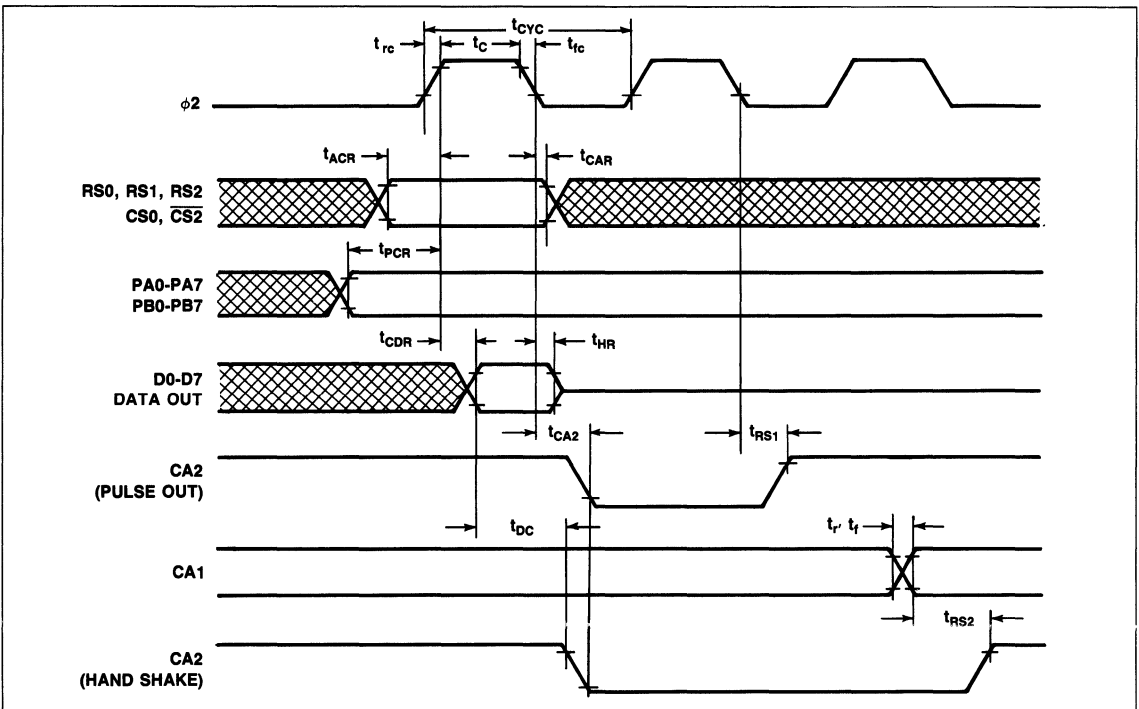 tCYC
trc tC tfc
ϕ2
tACR tCAR
RS0, RS1, RS2
CS0, C̅S̅2̅
tPCR
PA0-PA7
PB0-PB7
tCDR tHR
D0-D7
DATA OUT
tCA2 tRS1
CA2
(PULSE OUT)
tDC tr, tf
CA1
tRS2
CA2
(HAND SHAKE)